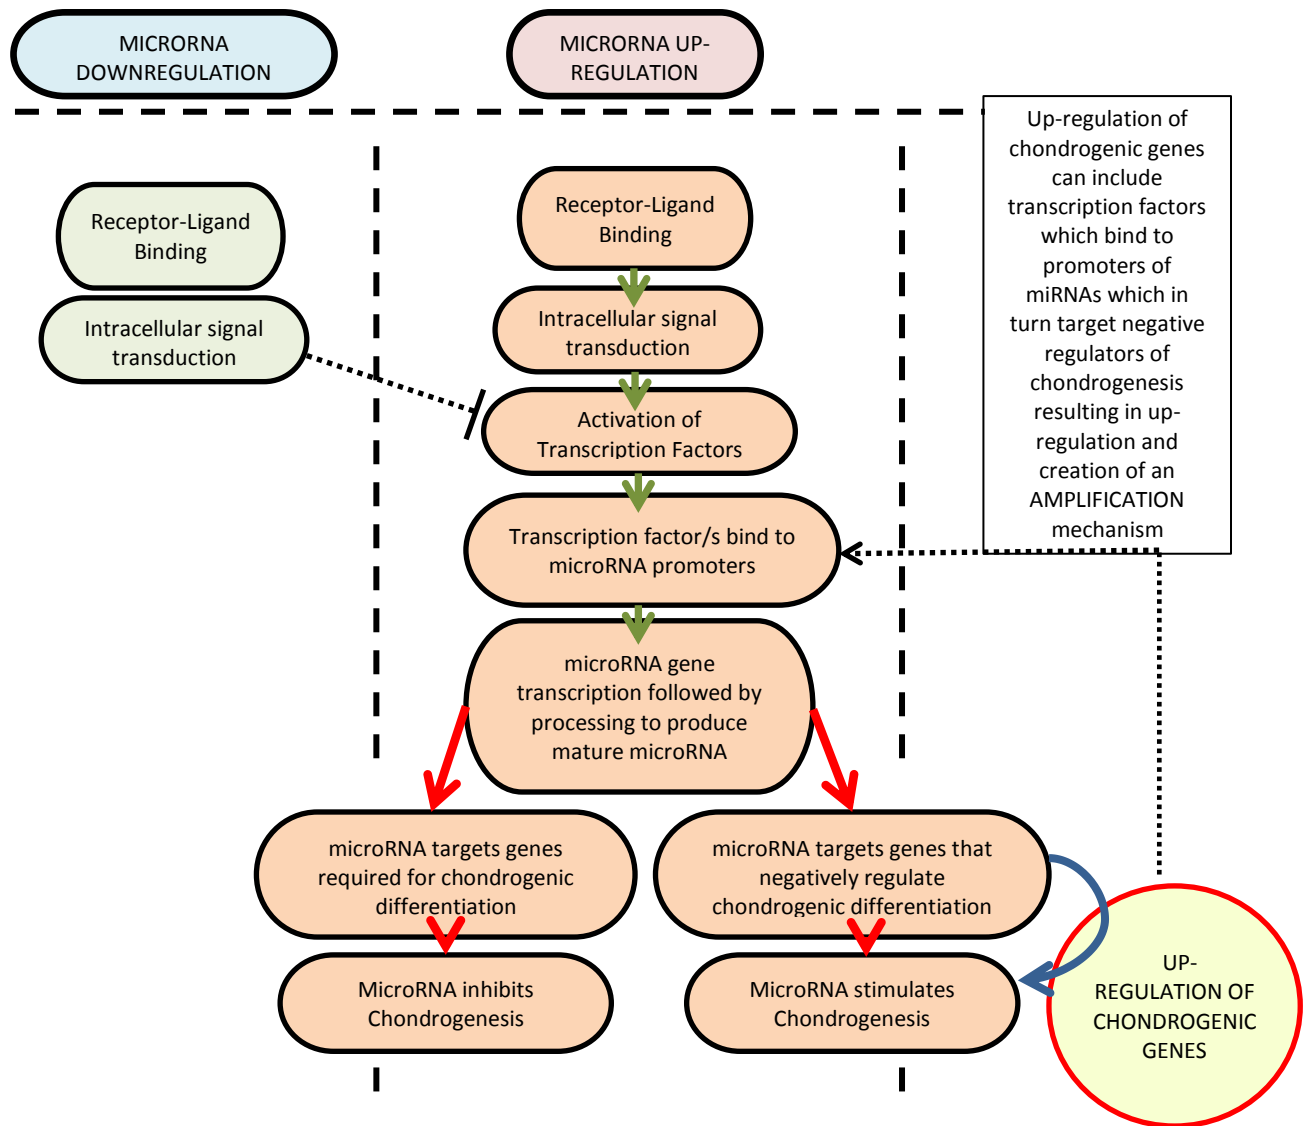 MICRORNA
DOWNREGULATION
MICRORNA UP-
REGULATION
Up-regulation of
chondrogenic genes
can include
transcription factors
which bind to
promoters of
miRNAs which in
turn target negative
regulators of
chondrogenesis
resulting in up-
regulation and
creation of an
AMPLIFICATION
mechanism
Receptor-Ligand
Binding
Intracellular signal
transduction
Receptor-Ligand
Binding
Intracellular signal
transduction
Activation of
Transcription Factors
Transcription factor/s bind to
microRNA promoters
microRNA gene
transcription followed by
processing to produce
mature microRNA
microRNA targets genes
required for chondrogenic
differentiation
microRNA targets genes that
negatively regulate
chondrogenic differentiation
MicroRNA inhibits
Chondrogenesis
MicroRNA stimulates
Chondrogenesis
UP-
REGULATION OF
CHONDROGENIC
GENES